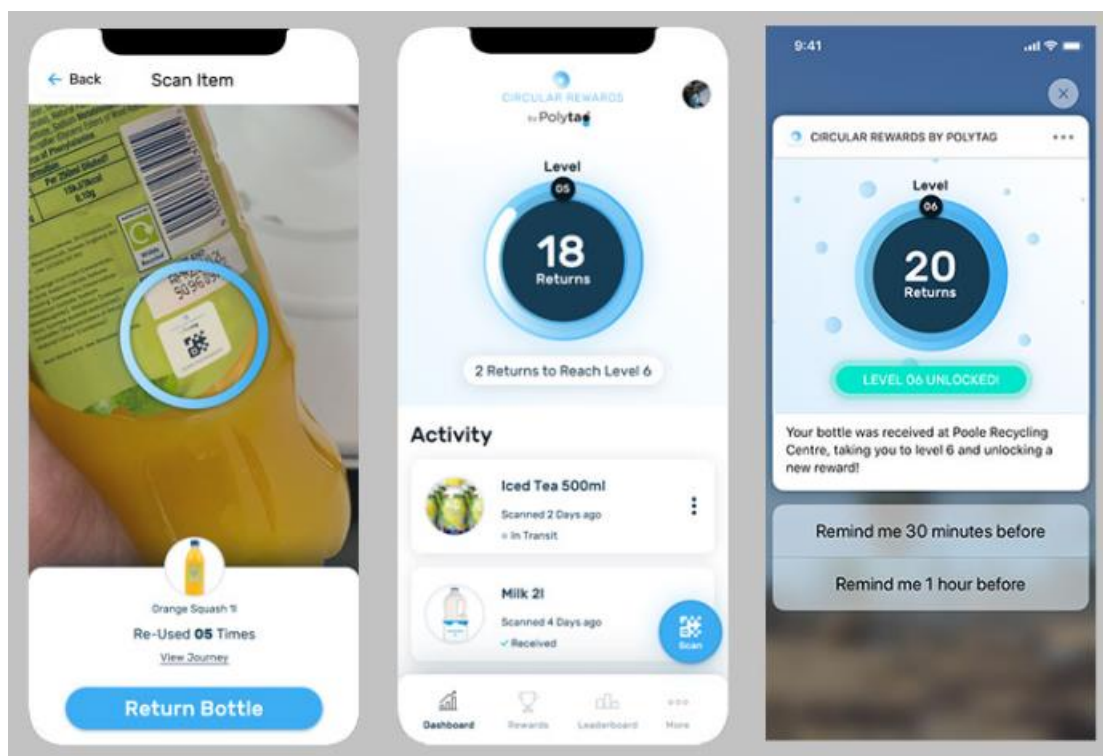 ← Back
Scan Item
Per 250ml Diluted†
Orange Squash 1l
Re-Used 05 Times
View Journey
Return Bottle
CIRCULAR REWARDS
by Polytag
Level
05
18
Returns
2 Returns to Reach Level 6
Activity
Iced Tea 500ml
Scanned 2 Days ago
In Transit
Milk 2l
Scanned 4 Days ago
✓ Received
Scan
Dashboard
Rewards
Leaderboard
More
9:41
CIRCULAR REWARDS BY POLYTAG
Level
06
20
Returns
LEVEL 06 UNLOCKED!
Your bottle was received at Poole Recycling
Centre, taking you to level 6 and unlocking a
new reward!
Remind me 30 minutes before
Remind me 1 hour before